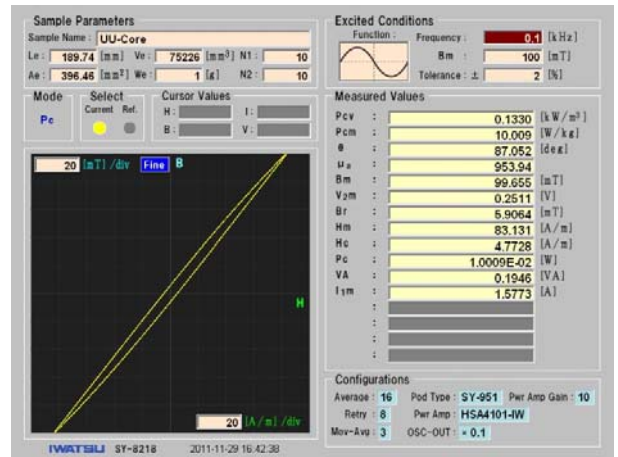 Sample Parameters
Sample Name : UU-Core
Le : 189.74 [mm] Ve : 75226 [mm³] N1 : 10
Ae : 396.46 [mm²] We : 1 [g] N2 : 10
Mode
Pc
Select
Current Ref.
Cursor Values
H : I :
B : V :
20 [mT] /div Fine B
H
20 [A/m] /div
IWATSU SY-8218 2011-11-29 16:42:38
Excited Conditions
Function :
Frequency : 0.1 [kHz]
Bm : 100 [mT]
Tolerance : ± 2 [%]
Measured Values
Pcv : 0.1330 [kW/m³]
Pcm : 10.009 [W/kg]
θ : 87.052 [deg]
μa : 953.94
Bm : 99.655 [mT]
V2m : 0.2511 [V]
Br : 5.9064 [mT]
Hm : 83.131 [A/m]
Hc : 4.7728 [A/m]
Pc : 1.0009E-02 [W]
VA : 0.1946 [VA]
I1m : 1.5773 [A]
:
:
:
:
Configurations
Average : 16 Pod Type : SY-951 Pwr Amp Gain : 10
Retry : 8 Pwr Amp : HSA4101-IW
Mov-Avg : 3 OSC-OUT : × 0.1